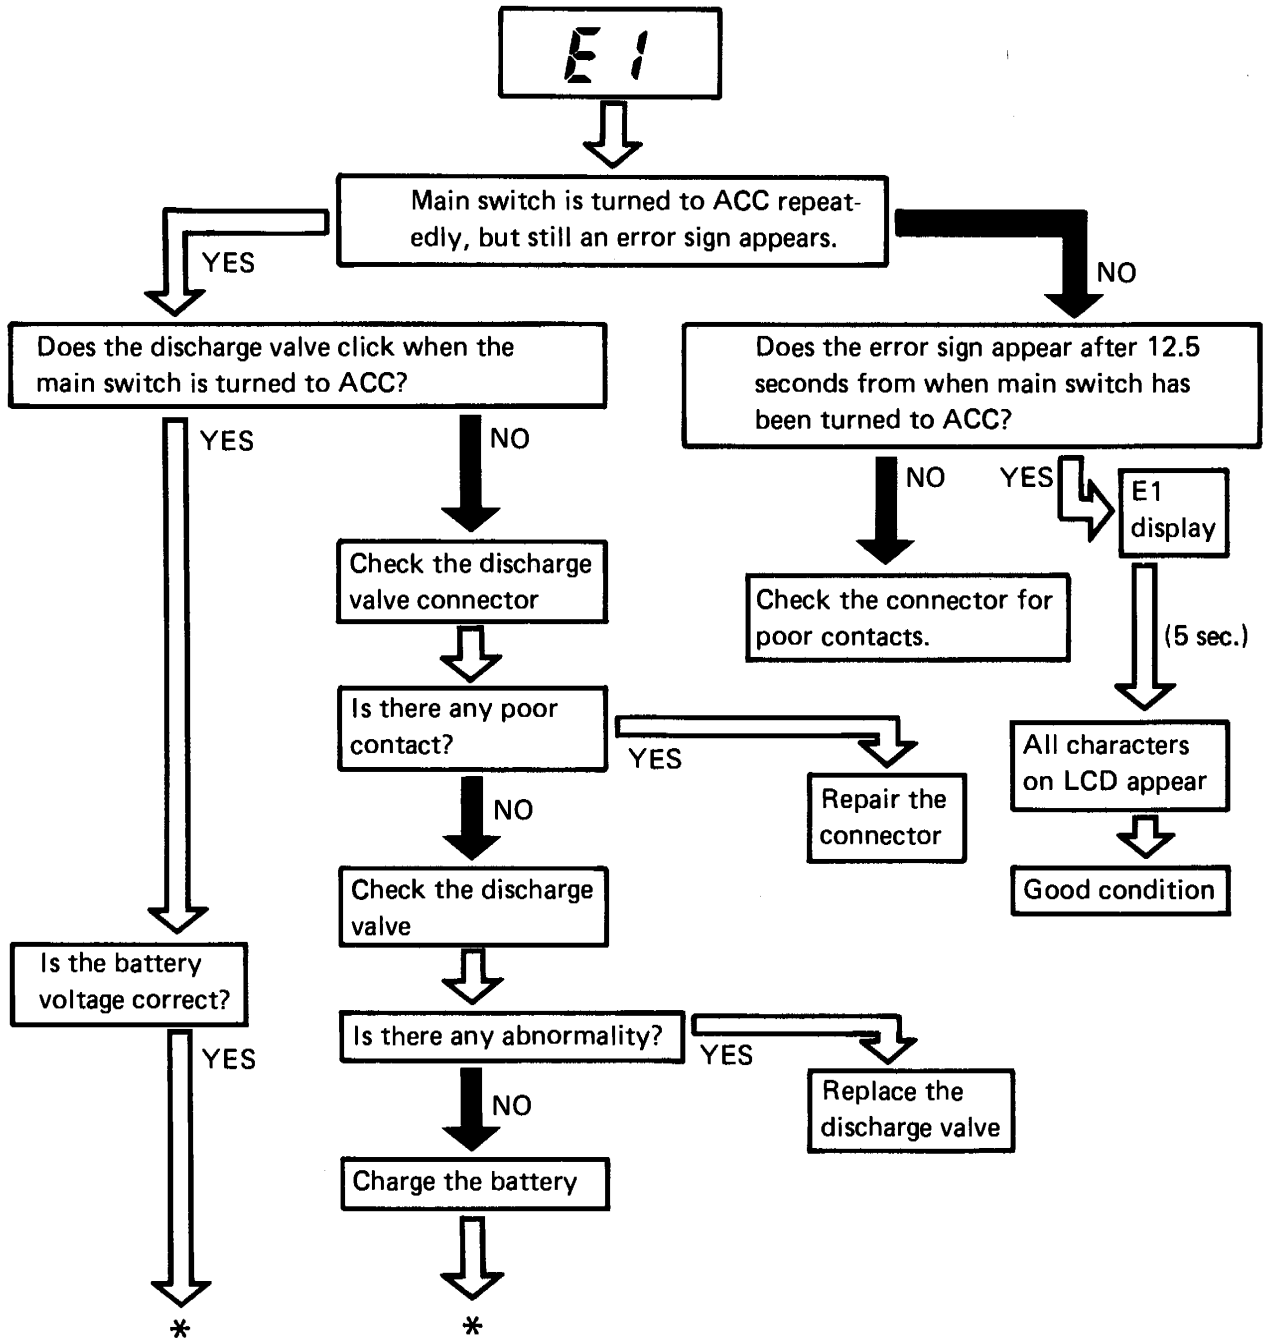 E1
Main switch is turned to ACC repeat-
edly, but still an error sign appears.
YES
NO
Does the discharge valve click when the
main switch is turned to ACC?
Does the error sign appear after 12.5
seconds from when main switch has
been turned to ACC?
YES
NO
NO
YES
E1
display
Check the discharge
valve connector
Check the connector for
poor contacts.
(5 sec.)
Is there any poor
contact?
YES
All characters
on LCD appear
Repair the
connector
NO
Check the discharge
valve
Good condition
Is the battery
voltage correct?
Is there any abnormality?
YES
YES
Replace the
discharge valve
NO
Charge the battery
*
*